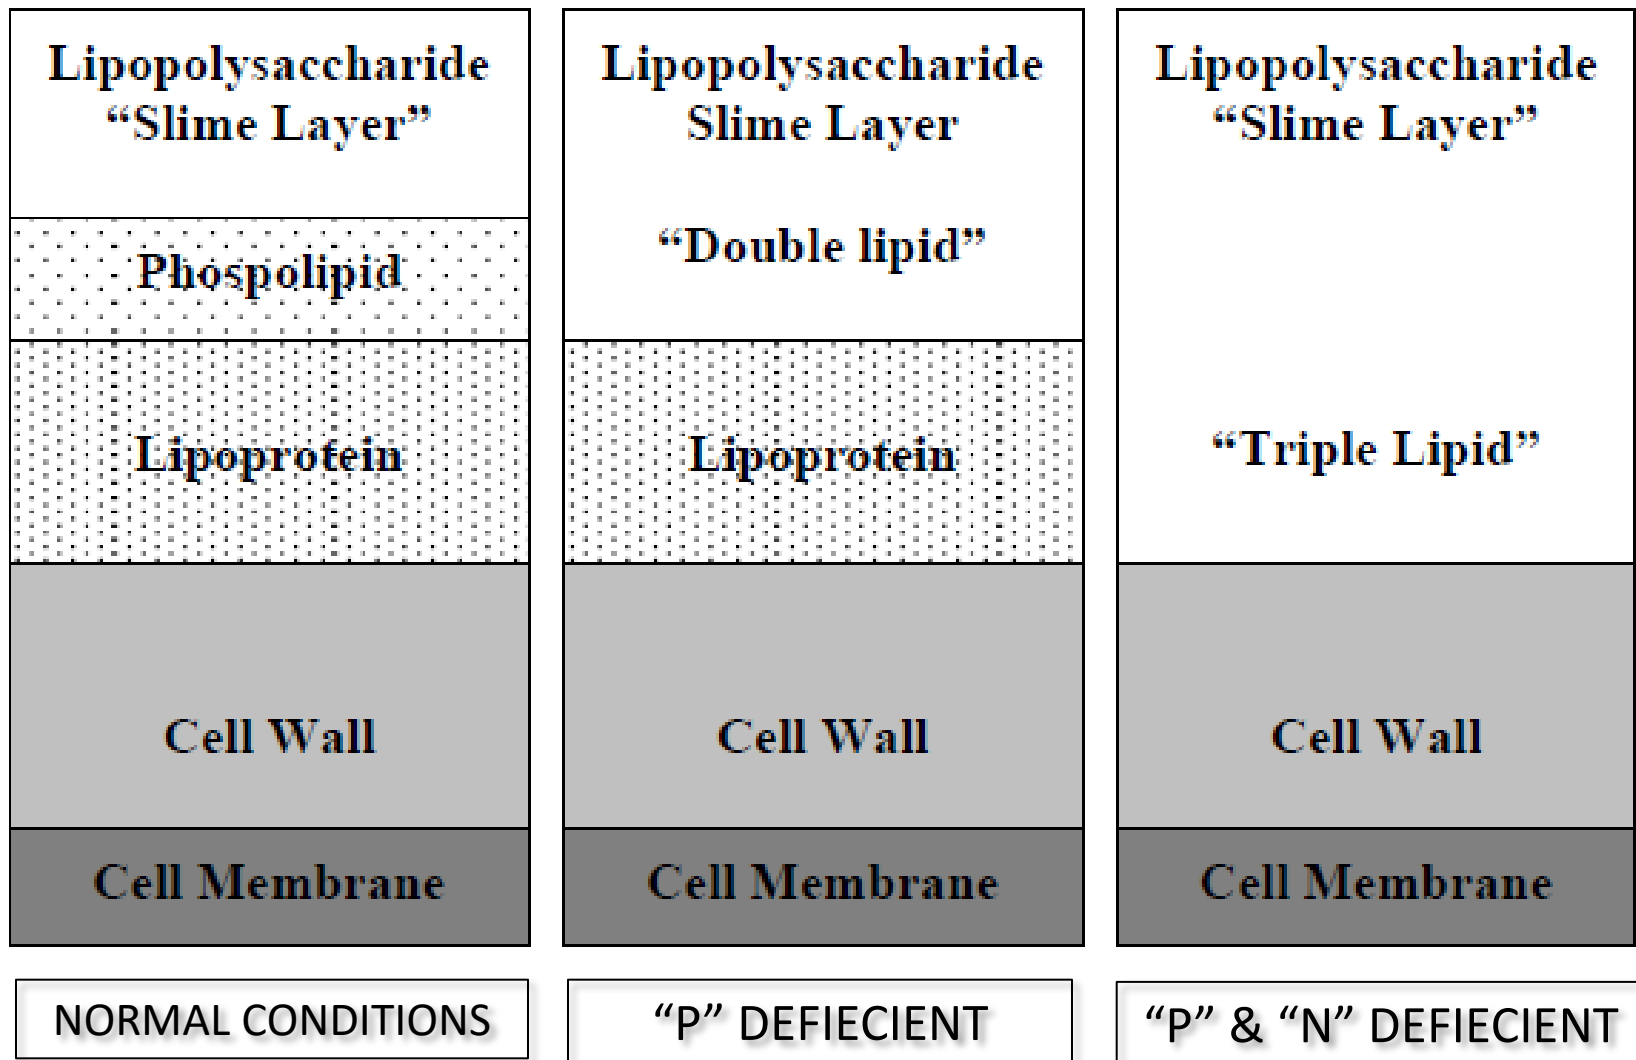 Lipopolysaccharide
“Slime Layer”
Phospolipid
Lipoprotein
Cell Wall
Cell Membrane
NORMAL CONDITIONS
Lipopolysaccharide
Slime Layer
“Double lipid”
Lipoprotein
Cell Wall
Cell Membrane
“P” DEFIECIENT
Lipopolysaccharide
“Slime Layer”
“Triple Lipid”
Cell Wall
Cell Membrane
“P” & “N” DEFIECIENT